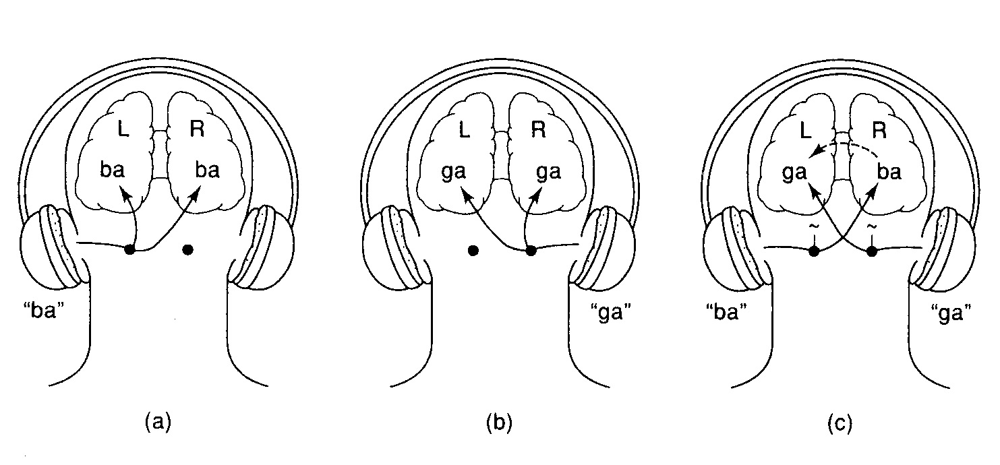 L R L R L R
ba ba ga ga ga ba
~ ~
“ba” “ga” “ba” “ga”
(a) (b) (c)